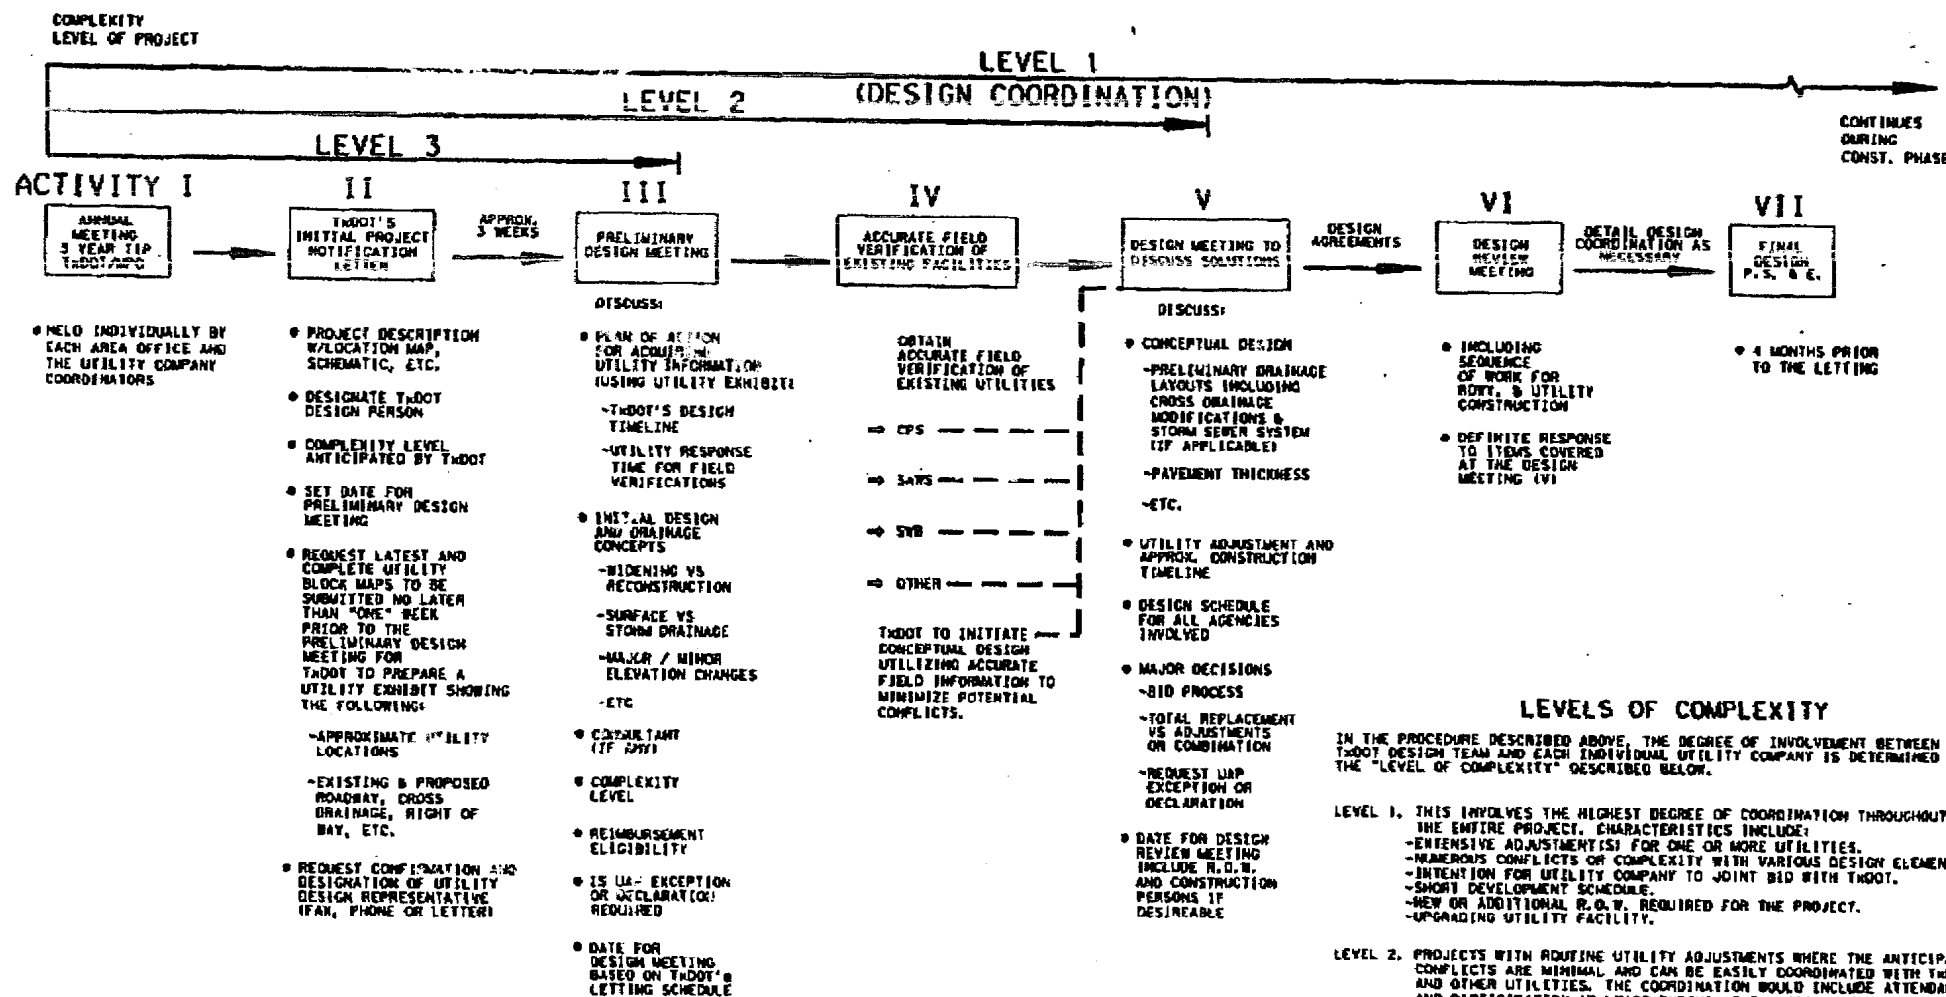 COMPLEXITY
LEVEL OF PROJECT
LEVEL 1
LEVEL 2
(DESIGN COORDINATION)
CONTINUES
DURING
CONST. PHASE
LEVEL 3
ACTIVITY I
ANNUAL
MEETING
3 YEAR TIP
TxDOT/MPO
● HELD INDIVIDUALLY BY
EACH AREA OFFICE AND
THE UTILITY COMPANY
COORDINATORS
II
TxDOT'S
INITIAL PROJECT
NOTIFICATION
LETTER
APPROX.
3 WEEKS
● PROJECT DESCRIPTION
W/LOCATION MAP,
SCHEMATIC, ETC.
● DESIGNATE TxDOT
DESIGN PERSON
● COMPLEXITY LEVEL
ANTICIPATED BY TxDOT
● SET DATE FOR
PRELIMINARY DESIGN
MEETING
● REQUEST LATEST AND
COMPLETE UTILITY
BLOCK MAPS TO BE
SUBMITTED NO LATER
THAN "ONE" WEEK
PRIOR TO THE
PRELIMINARY DESIGN
MEETING FOR
TxDOT TO PREPARE A
UTILITY EXHIBIT SHOWING
THE FOLLOWING:
-APPROXIMATE UTILITY
LOCATIONS
-EXISTING & PROPOSED
ROADWAY, CROSS
DRAINAGE, RIGHT OF
WAY, ETC.
● REQUEST CONFIRMATION AND
DESIGNATION OF UTILITY
DESIGN REPRESENTATIVE
(FAX, PHONE OR LETTER)
III
PRELIMINARY
DESIGN MEETING
DISCUSS:
● PLAN OF ACTION
FOR ACQUIRING
UTILITY INFORMATION
(USING UTILITY EXHIBIT)
-TxDOT'S DESIGN
TIMELINE
-UTILITY RESPONSE
TIME FOR FIELD
VERIFICATIONS
● INITIAL DESIGN
AND DRAINAGE
CONCEPTS
-WIDENING VS
RECONSTRUCTION
-SURFACE VS
STORM DRAINAGE
-MAJOR / MINOR
ELEVATION CHANGES
-ETC
● CONSULTANT
(IF ANY)
● COMPLEXITY
LEVEL
● REIMBURSEMENT
ELIGIBILITY
● IS UAP EXCEPTION
OR DECLARATION
REQUIRED
● DATE FOR
DESIGN MEETING
BASED ON TxDOT's
LETTING SCHEDULE
IV
ACCURATE FIELD
VERIFICATION OF
EXISTING FACILITIES
OBTAIN
ACCURATE FIELD
VERIFICATION OF
EXISTING UTILITIES
⇒ CPS
⇒ SAWS
⇒ SWB
⇒ OTHER
TxDOT TO INITIATE
CONCEPTUAL DESIGN
UTILIZING ACCURATE
FIELD INFORMATION TO
MINIMIZE POTENTIAL
CONFLICTS.
V
DESIGN MEETING TO
DISCUSS SOLUTIONS
DESIGN
AGREEMENTS
DISCUSS:
● CONCEPTUAL DESIGN
-PRELIMINARY DRAINAGE
LAYOUTS INCLUDING
CROSS DRAINAGE
MODIFICATIONS &
STORM SEWER SYSTEM
(IF APPLICABLE)
-PAVEMENT THICKNESS
-ETC.
● UTILITY ADJUSTMENT AND
APPROX. CONSTRUCTION
TIMELINE
● DESIGN SCHEDULE
FOR ALL AGENCIES
INVOLVED
● MAJOR DECISIONS
-BID PROCESS
-TOTAL REPLACEMENT
VS ADJUSTMENTS
OR COMBINATION
-REQUEST UAP
EXCEPTION OR
DECLARATION
● DATE FOR DESIGN
REVIEW MEETING
INCLUDE R.O.W.
AND CONSTRUCTION
PERSONS IF
DESIREABLE
VI
DESIGN
REVIEW
MEETING
DETAIL DESIGN
COORDINATION AS
NECESSARY
● INCLUDING
SEQUENCE
OF WORK FOR
RDWY. & UTILITY
CONSTRUCTION
● DEFINITE RESPONSE
TO ITEMS COVERED
AT THE DESIGN
MEETING (V)
VII
FINAL
DESIGN
P.S. & E.
● 4 MONTHS PRIOR
TO THE LETTING
LEVELS OF COMPLEXITY
IN THE PROCEDURE DESCRIBED ABOVE, THE DEGREE OF INVOLVEMENT BETWEEN
TxDOT DESIGN TEAM AND EACH INDIVIDUAL UTILITY COMPANY IS DETERMINED
THE "LEVEL OF COMPLEXITY" DESCRIBED BELOW.
LEVEL 1. THIS INVOLVES THE HIGHEST DEGREE OF COORDINATION THROUGHOUT
THE ENTIRE PROJECT. CHARACTERISTICS INCLUDE:
-EXTENSIVE ADJUSTMENT(S) FOR ONE OR MORE UTILITIES.
-NUMEROUS CONFLICTS OR COMPLEXITY WITH VARIOUS DESIGN ELEMEN
-INTENTION FOR UTILITY COMPANY TO JOINT BID WITH TxDOT.
-SHORT DEVELOPMENT SCHEDULE.
-NEW OR ADDITIONAL R.O.W. REQUIRED FOR THE PROJECT.
-UPGRADING UTILITY FACILITY.
LEVEL 2. PROJECTS WITH ROUTINE UTILITY ADJUSTMENTS WHERE THE ANTICIPA
CONFLICTS ARE MINIMAL AND CAN BE EASILY COORDINATED WITH TxD
AND OTHER UTILITIES. THE COORDINATION WOULD INCLUDE ATTENDA